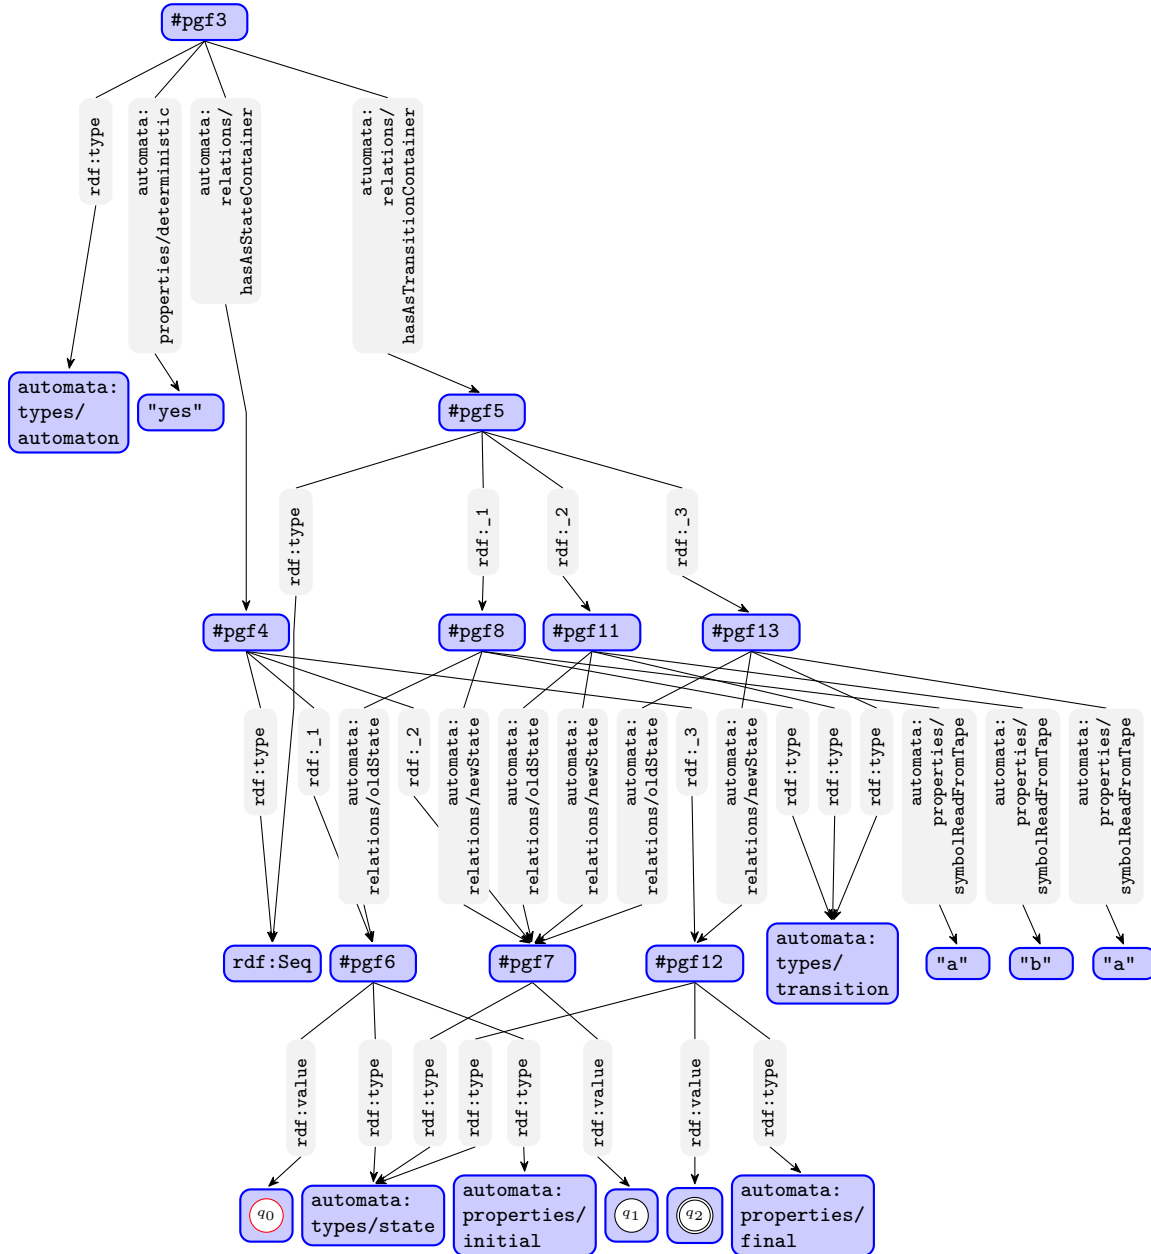 #pgf3
rdf:type
automata:
properties/deterministic
automata:
relations/
hasAsStateContainer
atuomata:
relations/
hasAsTransitionContainer
automata:
types/
automaton
"yes"
#pgf5
rdf:type
rdf:_1
rdf:_2
rdf:_3
#pgf4
#pgf8
#pgf11
#pgf13
rdf:type
rdf:_1
automata:
relations/oldState
rdf:_2
automata:
relations/newState
automata:
relations/oldState
automata:
relations/newState
automata:
relations/oldState
rdf:_3
automata:
relations/newState
rdf:type
rdf:type
rdf:type
automata:
properties/
symbolReadFromTape
automata:
properties/
symbolReadFromTape
automata:
properties/
symbolReadFromTape
rdf:Seq
#pgf6
#pgf7
#pgf12
automata:
types/
transition
"a"
"b"
"a"
rdf:value
rdf:type
rdf:type
rdf:type
rdf:type
rdf:value
rdf:value
rdf:type
q0
automata:
types/state
automata:
properties/
initial
q1
q2
automata:
properties/
final